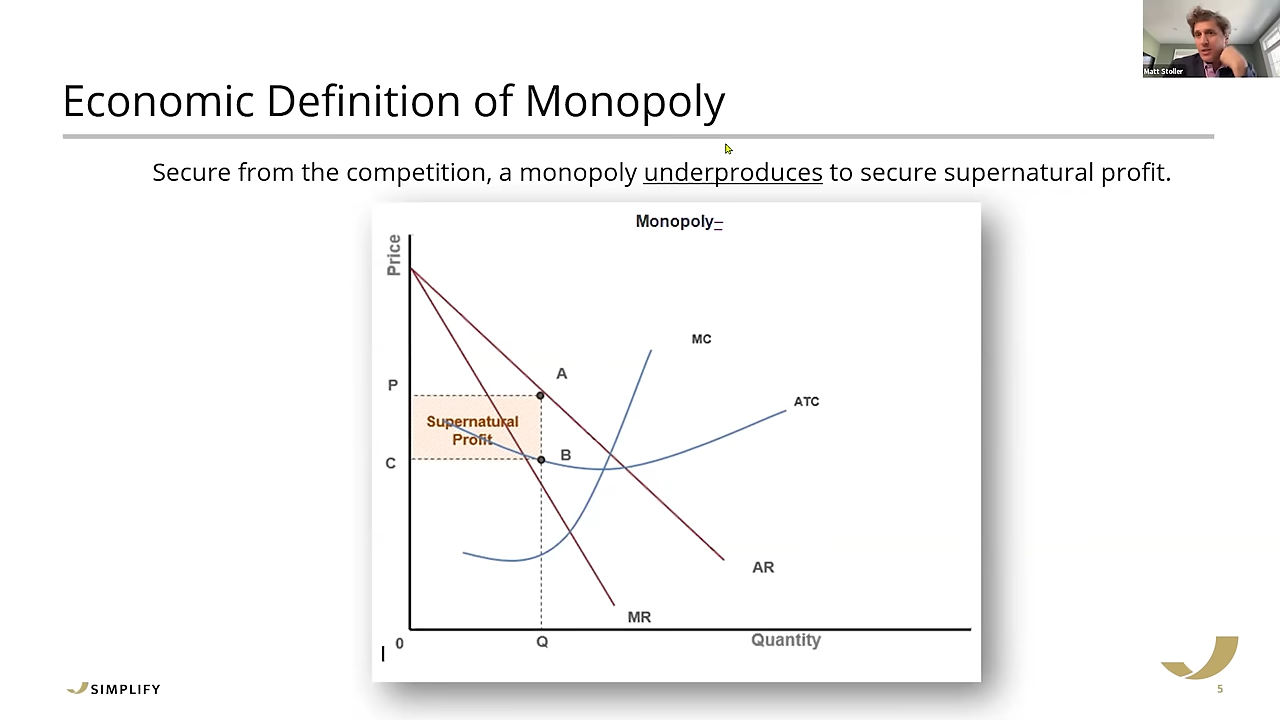 Matt Stoller
Economic Definition of Monopoly
Secure from the competition, a monopoly underproduces to secure supernatural profit.
Monopoly–
Price
MC
A
P
ATC
Supernatural
Profit
B
C
AR
MR
0
Q
Quantity
SIMPLIFY
5